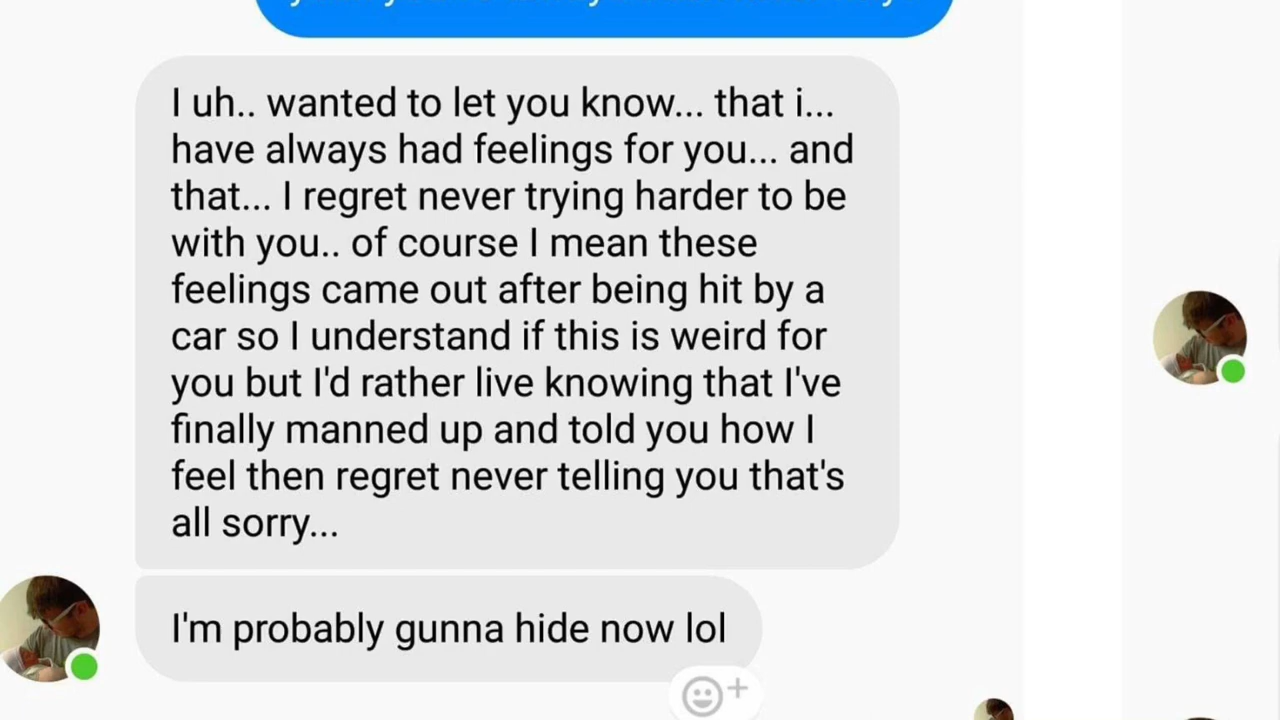 I uh.. wanted to let you know... that i...
have always had feelings for you... and
that... I regret never trying harder to be
with you.. of course I mean these
feelings came out after being hit by a
car so I understand if this is weird for
you but I'd rather live knowing that I've
finally manned up and told you how I
feel then regret never telling you that's
all sorry...
I'm probably gunna hide now lol